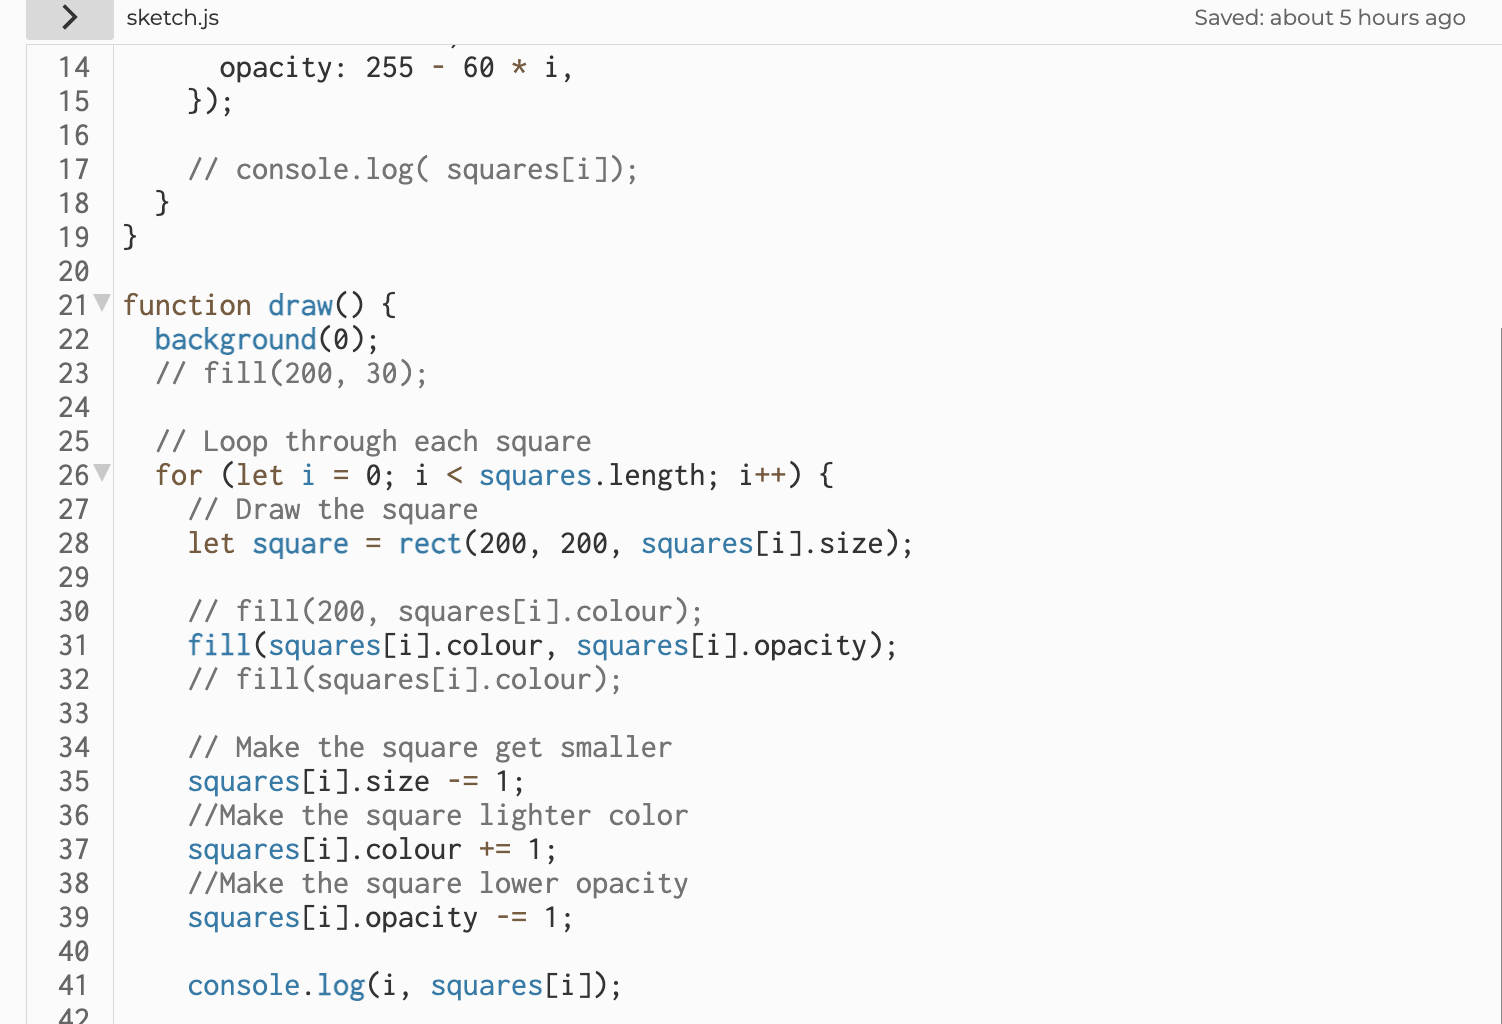 sketch.js
Saved: about 5 hours ago
14 opacity: 255 - 60 * i,
15 });
16
17 // console.log( squares[i]);
18 }
19 }
20
21 function draw() {
22 background(0);
23 // fill(200, 30);
24
25 // Loop through each square
26 for (let i = 0; i < squares.length; i++) {
27 // Draw the square
28 let square = rect(200, 200, squares[i].size);
29
30 // fill(200, squares[i].colour);
31 fill(squares[i].colour, squares[i].opacity);
32 // fill(squares[i].colour);
33
34 // Make the square get smaller
35 squares[i].size -= 1;
36 //Make the square lighter color
37 squares[i].colour += 1;
38 //Make the square lower opacity
39 squares[i].opacity -= 1;
40
41 console.log(i, squares[i]);
42